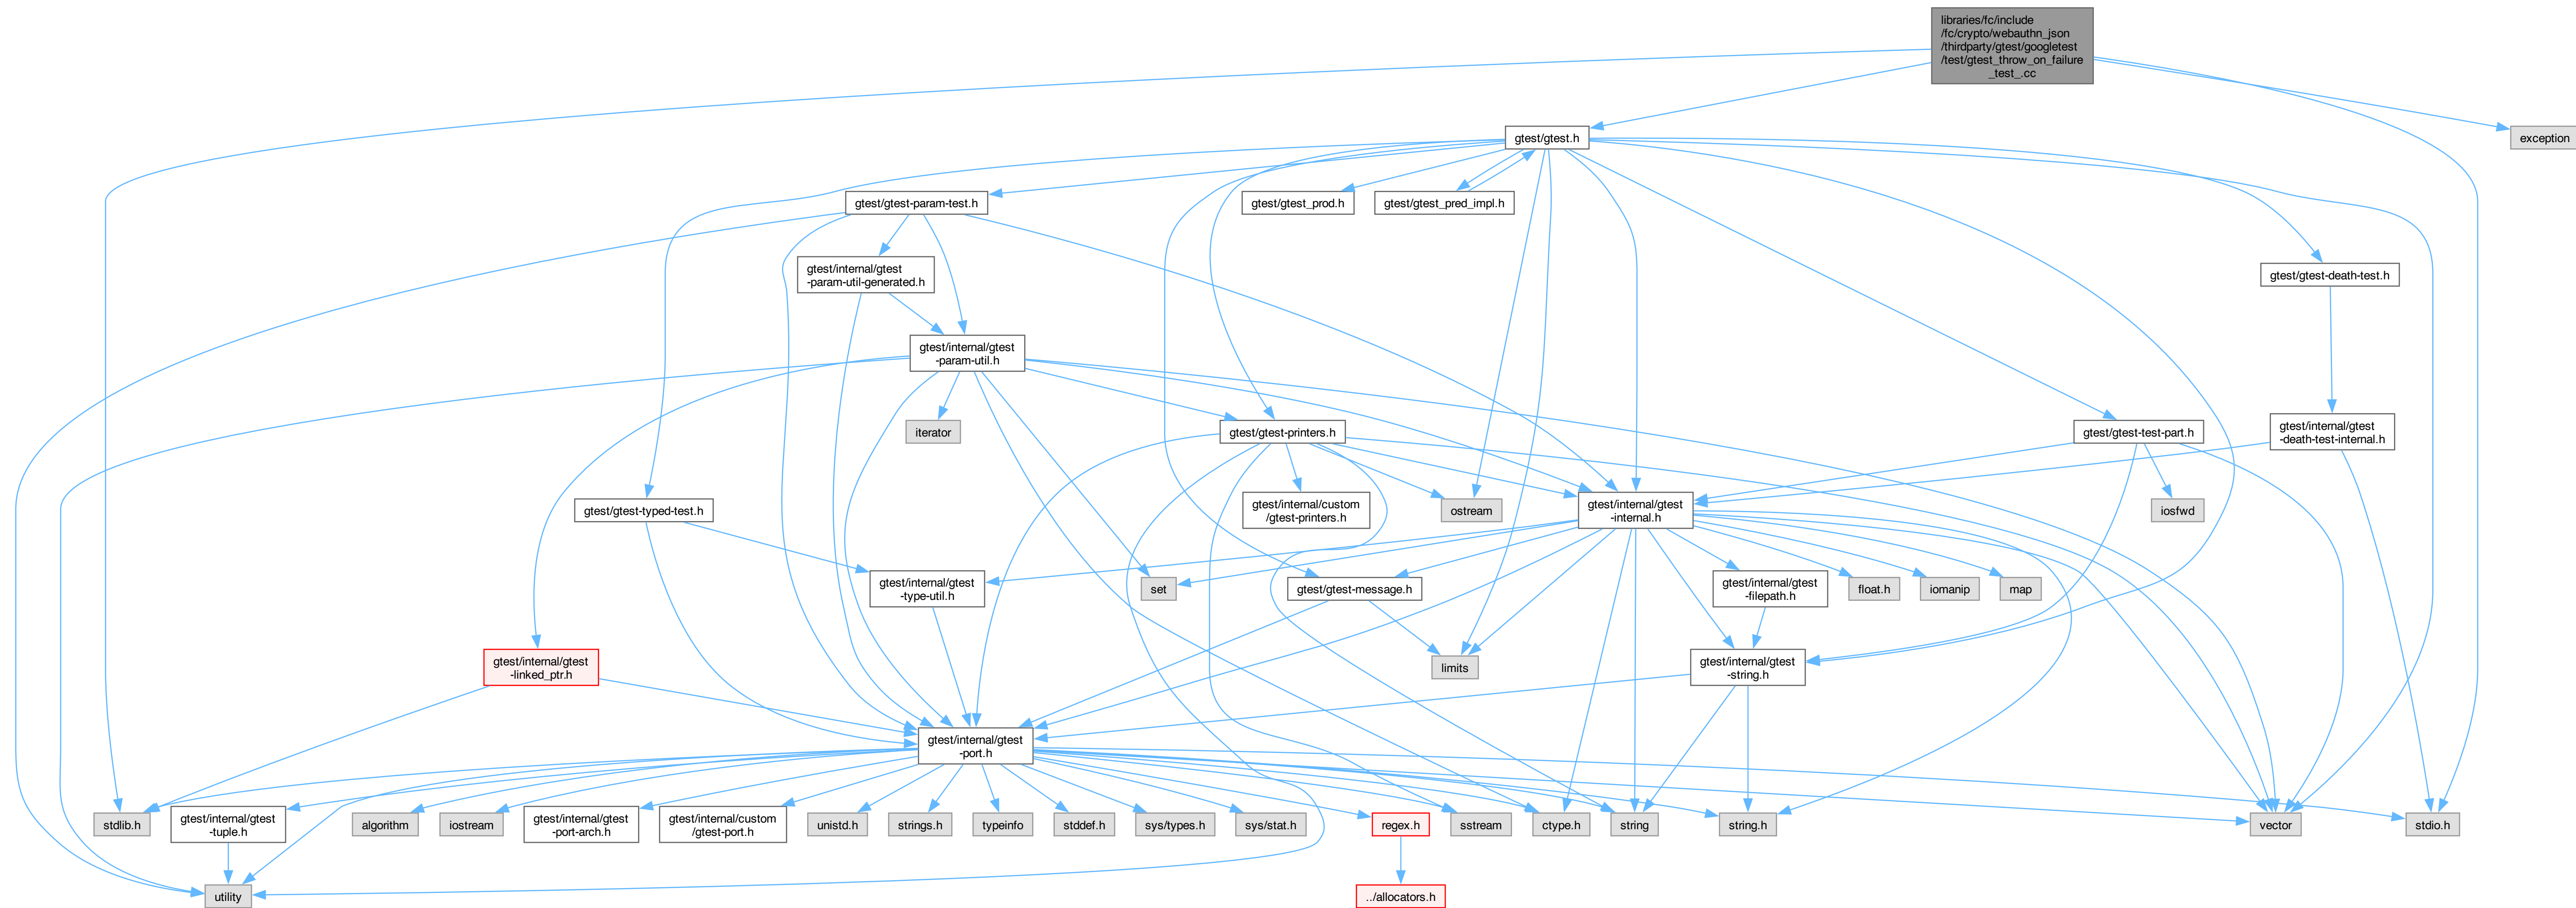 libraries/fc/include
/fc/crypto/webauthn_json
/thirdparty/gtest/googletest
/test/gtest_throw_on_failure
_test_.cc
gtest/gtest.h
exception
gtest/gtest-param-test.h
gtest/gtest_prod.h
gtest/gtest_pred_impl.h
gtest/internal/gtest
-param-util-generated.h
gtest/gtest-death-test.h
gtest/internal/gtest
-param-util.h
iterator
gtest/gtest-printers.h
gtest/gtest-test-part.h
gtest/internal/gtest
-death-test-internal.h
gtest/gtest-typed-test.h
gtest/internal/custom
/gtest-printers.h
ostream
gtest/internal/gtest
-internal.h
iosfwd
gtest/internal/gtest
-type-util.h
set
gtest/gtest-message.h
gtest/internal/gtest
-filepath.h
float.h
iomanip
map
gtest/internal/gtest
-linked_ptr.h
limits
gtest/internal/gtest
-string.h
gtest/internal/gtest
-port.h
stdlib.h
gtest/internal/gtest
-tuple.h
algorithm
iostream
gtest/internal/gtest
-port-arch.h
gtest/internal/custom
/gtest-port.h
unistd.h
strings.h
typeinfo
stddef.h
sys/types.h
sys/stat.h
regex.h
sstream
ctype.h
string
string.h
vector
stdio.h
utility
../allocators.h